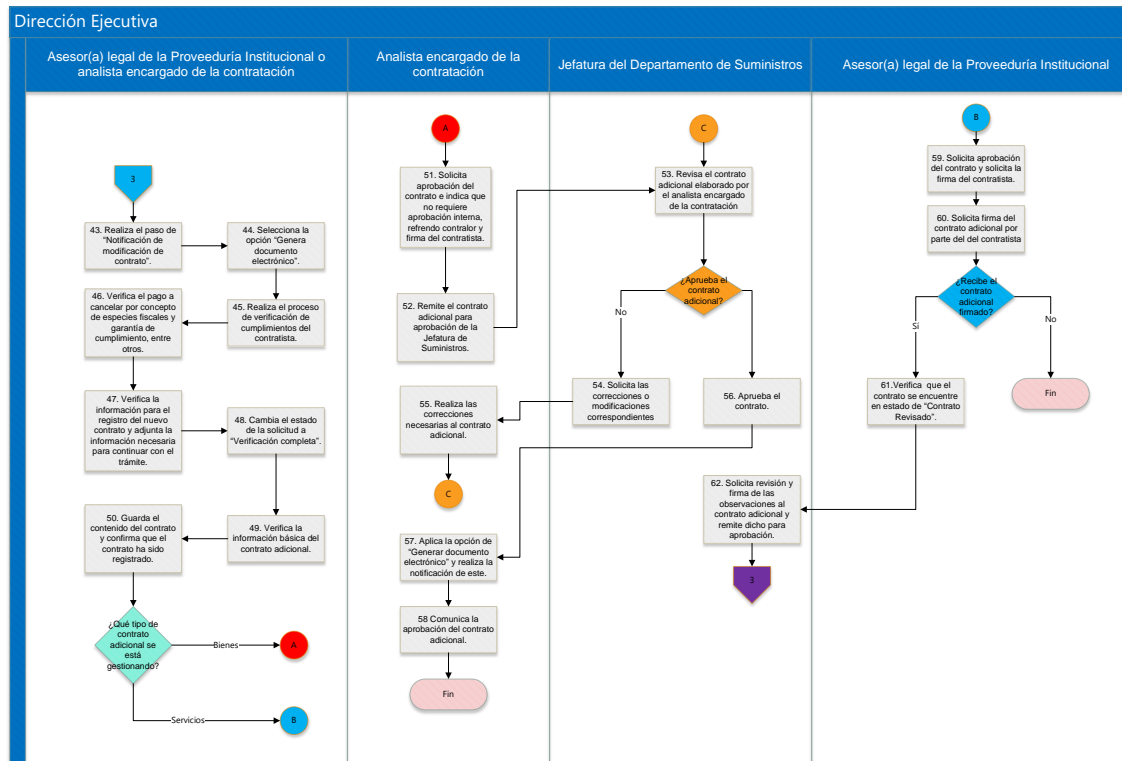 Dirección Ejecutiva
Asesor(a) legal de la Proveeduría Institucional o
analista encargado de la contratación
Analista encargado de la
contratación
Jefatura del Departamento de Suministros
Asesor(a) legal de la Proveeduría Institucional
3
43. Realiza el paso de
“Notificación de
modificación de
contrato”.
44. Selecciona la
opción “Genera
documento
electrónico”.
46. Verifica el pago a
cancelar por concepto
de especies fiscales y
garantía de
cumplimiento, entre
otros.
45. Realiza el proceso
de verificación de
cumplimientos del
contratista.
47. Verifica la
información para el
registro del nuevo
contrato y adjunta la
información necesaria
para continuar con el
trámite.
48. Cambia el estado
de la solicitud a
“Verificación completa”.
50. Guarda el
contenido del contrato
y confirma que el
contrato ha sido
registrado.
49. Verifica la
información básica del
contrato adicional.
¿Qué tipo de
contrato
adicional se
está
gestionando?
Bienes
A
Servicios
B
A
51. Solicita
aprobación del
contrato e indica que
no requiere
aprobación interna,
refrendo contralor y
firma del contratista.
52. Remite el contrato
adicional para
aprobación de la
Jefatura de
Suministros.
55. Realiza las
correcciones
necesarias al contrato
adicional.
C
57. Aplica la opción de
“Generar documento
electrónico” y realiza la
notificación de este.
58 Comunica la
aprobación del contrato
adicional.
Fin
C
53. Revisa el contrato
adicional elaborado por
el analista encargado
de la contratación
¿Aprueba el
contrato
adicional?
No
54. Solicita las
correcciones o
modificaciones
correspondientes
56. Aprueba el
contrato.
62. Solicita revisión y
firma de las
observaciones al
contrato adicional y
remite dicho para
aprobación.
3
B
59. Solicita aprobación
del contrato y solicita la
firma del contratista.
60. Solicita firma del
contrato adicional por
parte del del contratista
¿Recibe el
contrato
adicional
firmado?
Si
No
61.Verifica que el
contrato se encuentre
en estado de “Contrato
Revisado”.
Fin